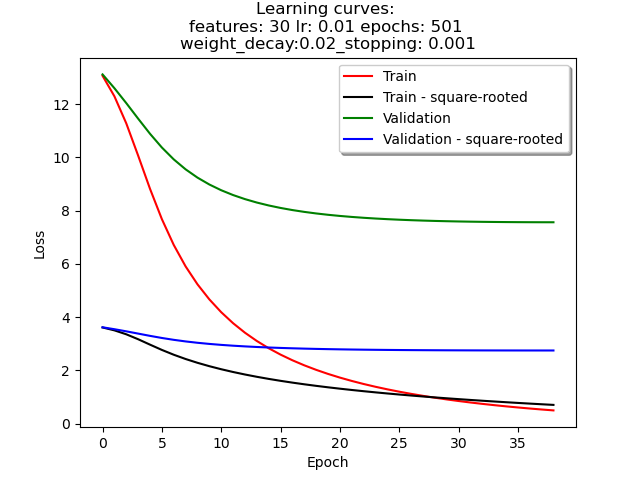 Learning curves:
features: 30 lr: 0.01 epochs: 501
weight_decay:0.02_stopping: 0.001
Train
Train - square-rooted
Validation
Validation - square-rooted
Loss
12
10
8
6
4
2
0
0 5 10 15 20 25 30 35
Epoch